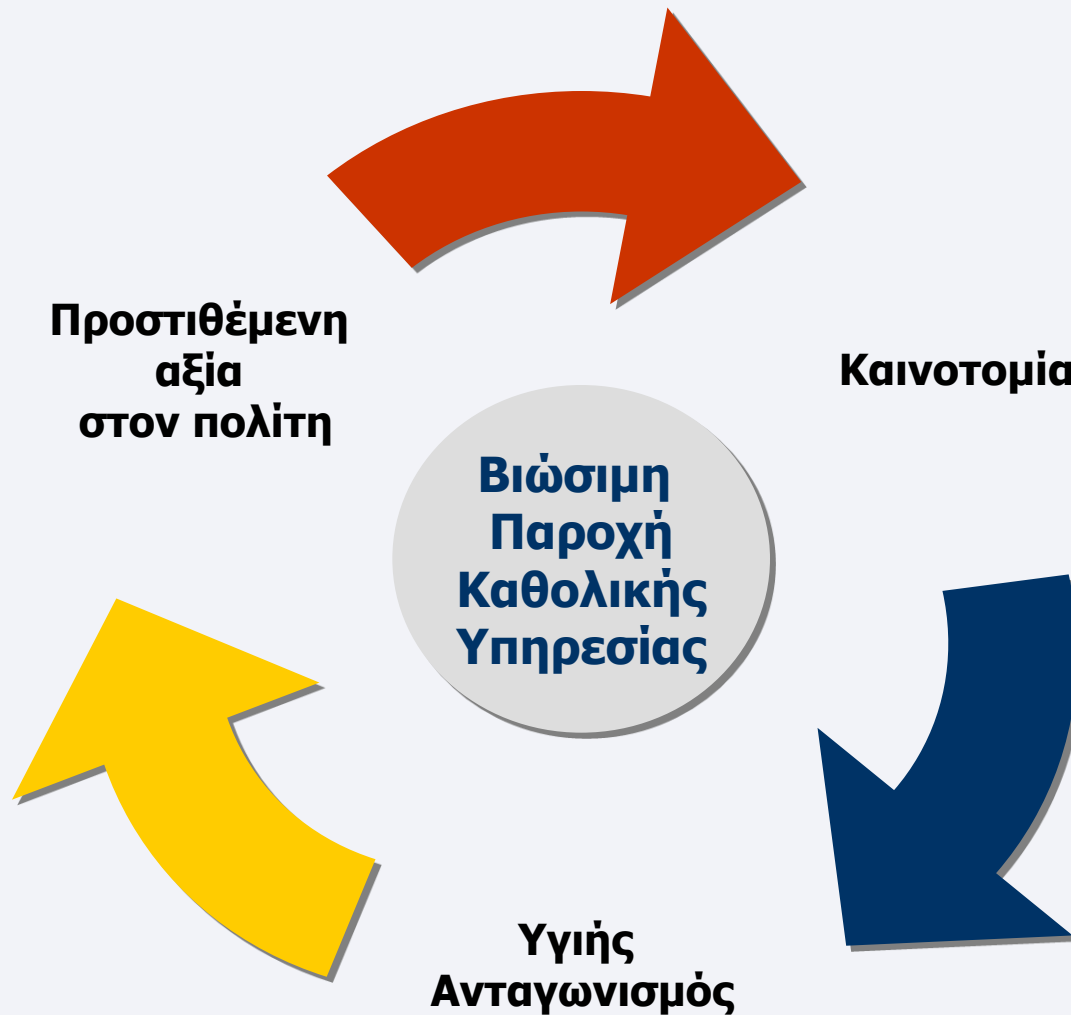 Προστιθέμενη
αξία
στον πολίτη
Καινοτομία
Βιώσιμη
Παροχή
Καθολικής
Υπηρεσίας
Υγιής
Ανταγωνισμός